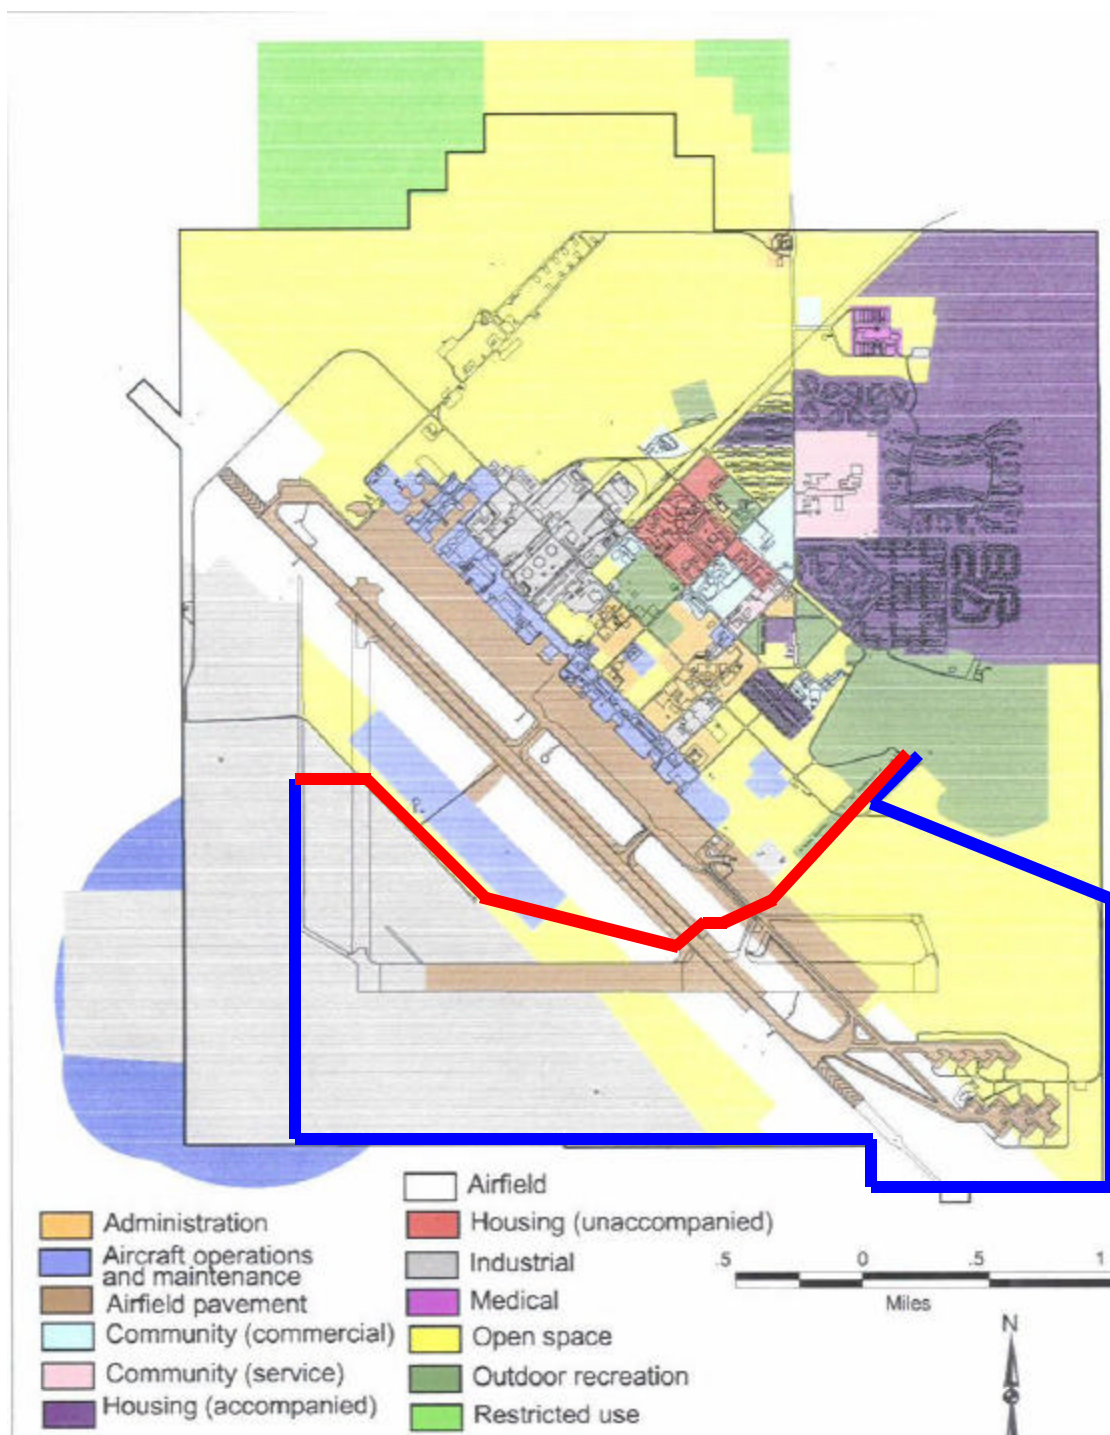 Airfield
Administration
Housing (unaccompanied)
Aircraft operations
and maintenance
Industrial
Airfield pavement
Medical
Community (commercial)
Open space
Community (service)
Outdoor recreation
Housing (accompanied)
Restricted use
.5 0 .5 1
Miles
N